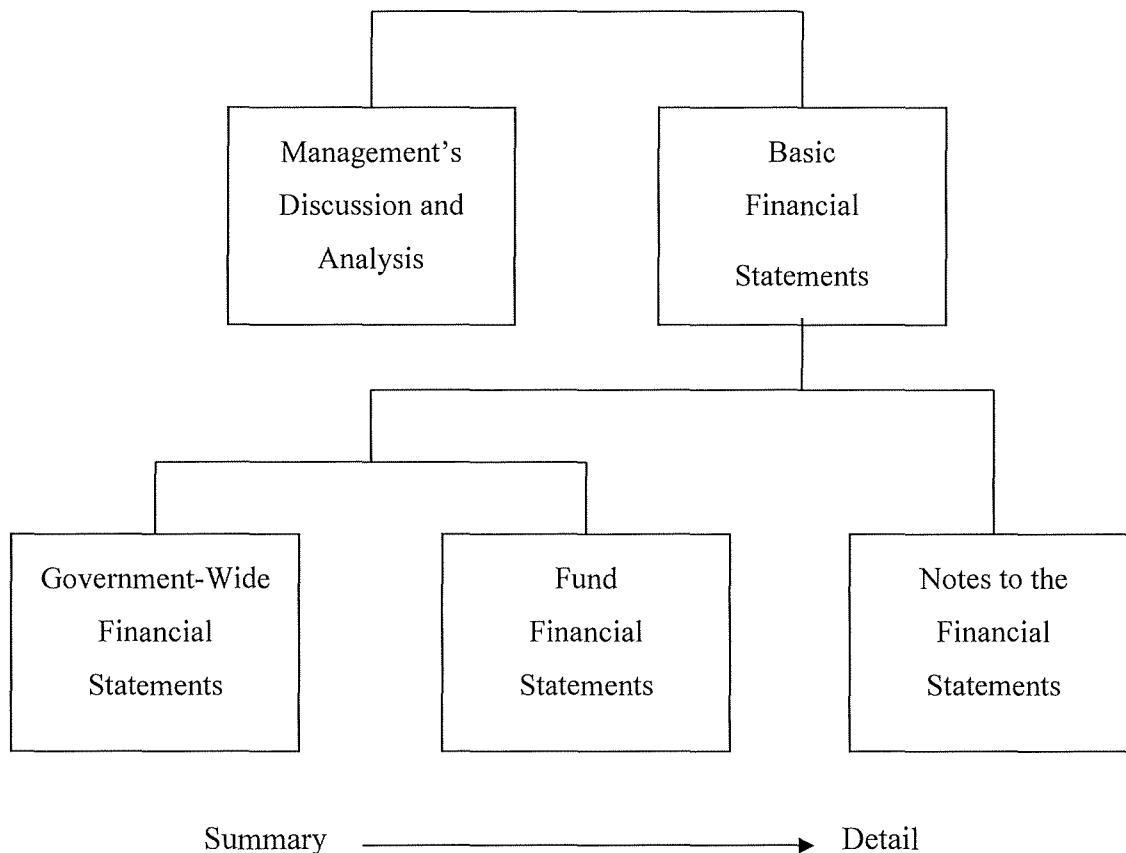 Management's
Discussion and
Analysis
Basic
Financial
Statements
Government-Wide
Financial
Statements
Fund
Financial
Statements
Notes to the
Financial
Statements
Summary
Detail